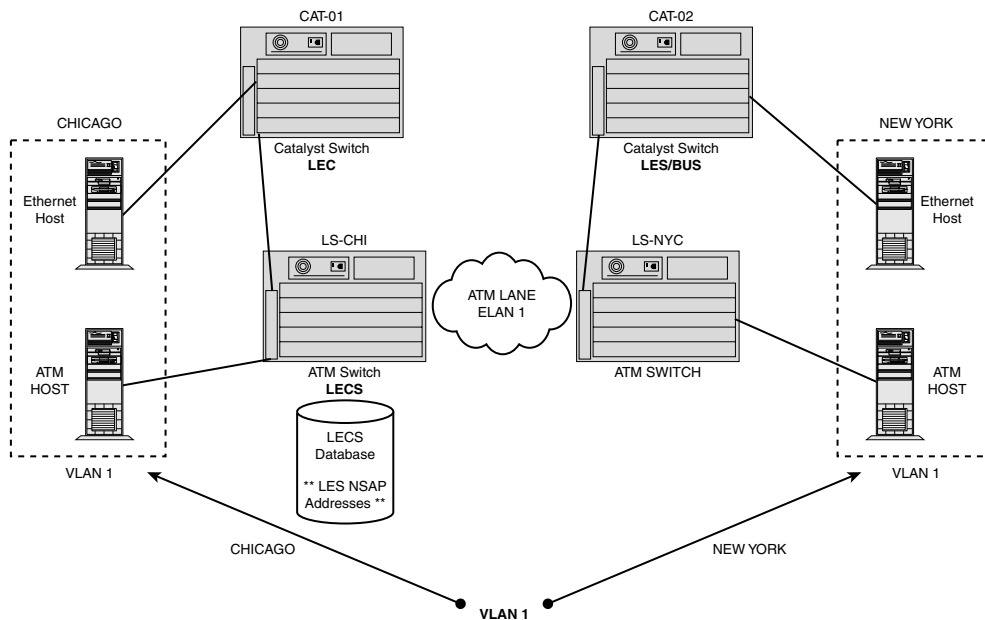 CAT-01
CAT-02
CHICAGO
NEW YORK
Catalyst Switch
LEC
Catalyst Switch
LES/BUS
Ethernet
Host
Ethernet
Host
LS-CHI
LS-NYC
ATM LANE
ELAN 1
ATM
HOST
ATM Switch
LECS
ATM SWITCH
ATM
HOST
LECS
Database
** LES NSAP
Addresses **
VLAN 1
VLAN 1
CHICAGO
NEW YORK
VLAN 1